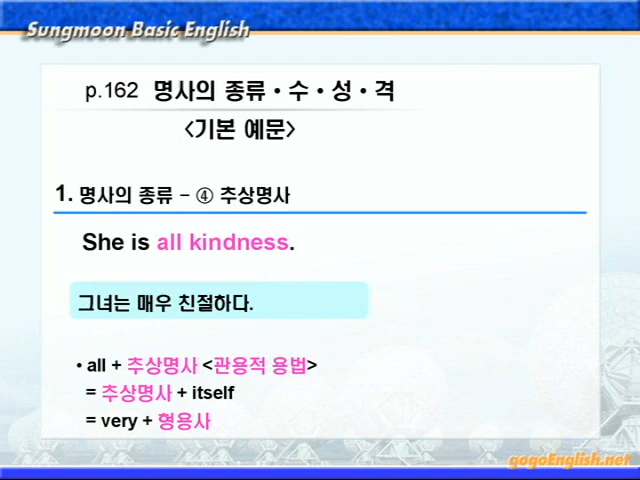 Sungmoon Basic English
p.162 명사의 종류 • 수 • 성 • 격
<기본 예문>
1. 명사의 종류 - ④ 추상명사
She is all kindness.
그녀는 매우 친절하다.
• all + 추상명사 <관용적 용법>
= 추상명사 + itself
= very + 형용사
gogoEnglish.net